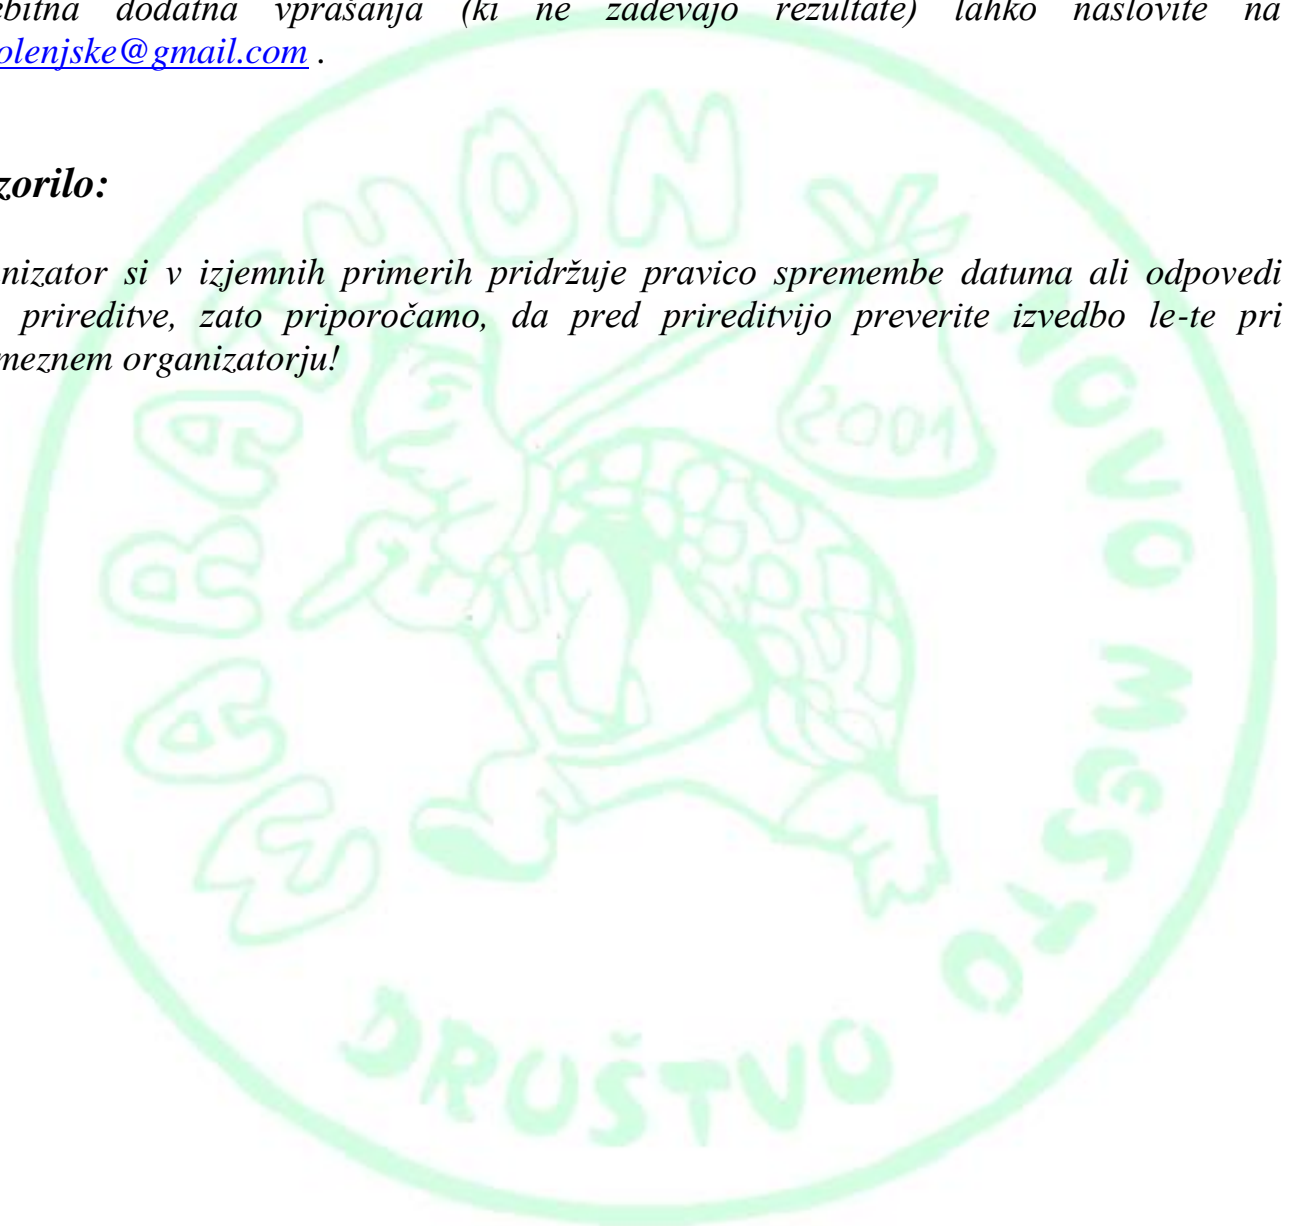 ebitna dodatna vprašanja (ki ne zadevajo rezultate) lahko naslovite na
olenjske@gmail.com .
zorilo:
nizator si v izjemnih primerih pridržuje pravico spremembe datuma ali odpovedi
prireditve, zato priporočamo, da pred prireditvijo preverite izvedbo le-te pri
meznem organizatorju!
MARATHON
NOVO MESTO
2001
DRUŠTVO